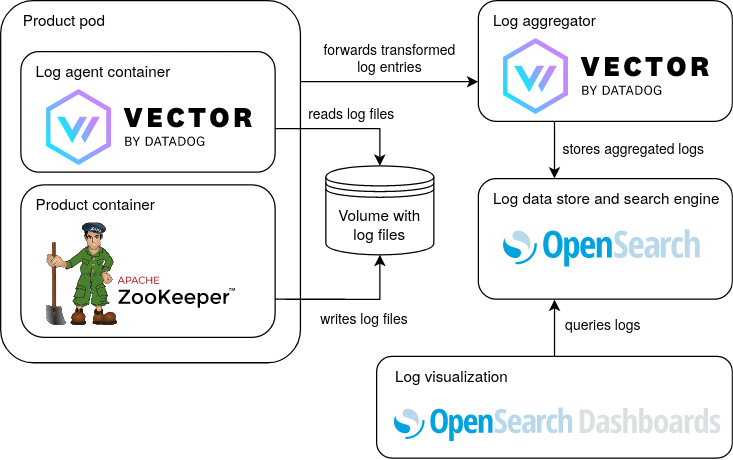 Product pod
Log agent container
VECTOR
BY DATADOG
Product container
APACHE
ZooKeeper™
forwards transformed
log entries
reads log files
Volume with
log files
writes log files
Log aggregator
VECTOR
BY DATADOG
stores aggregated logs
Log data store and search engine
OpenSearch
queries logs
Log visualization
OpenSearch Dashboards